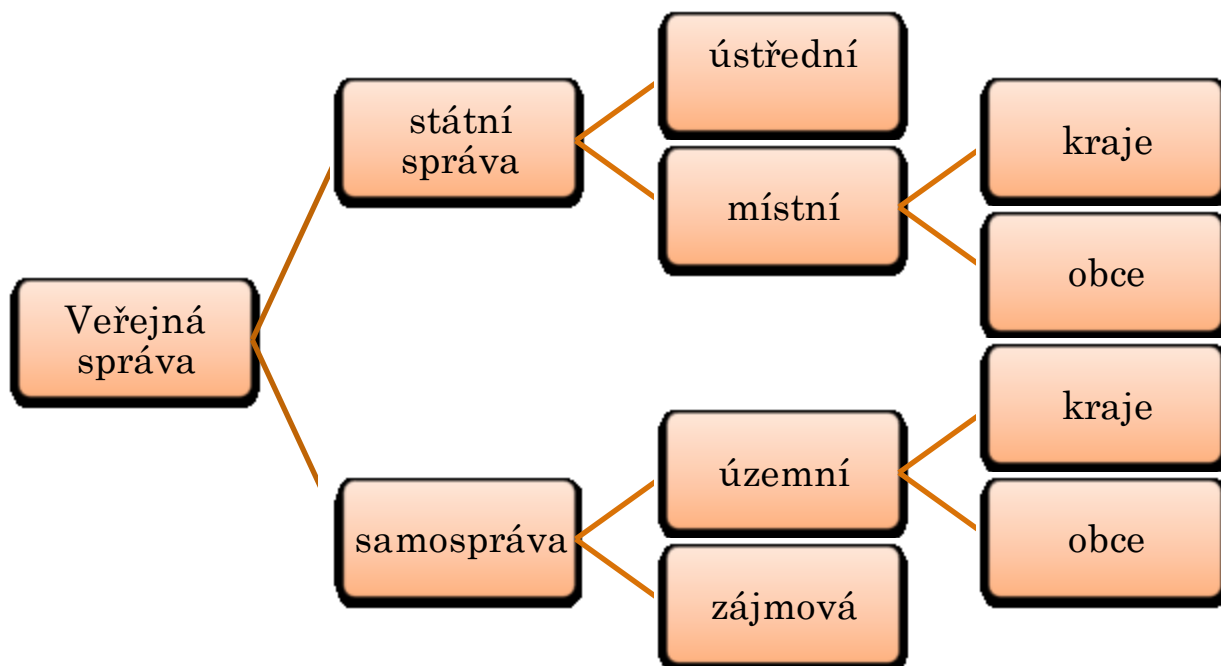 Veřejná
správa
státní
správa
ústřední
místní
kraje
obce
samospráva
územní
kraje
obce
zájmová